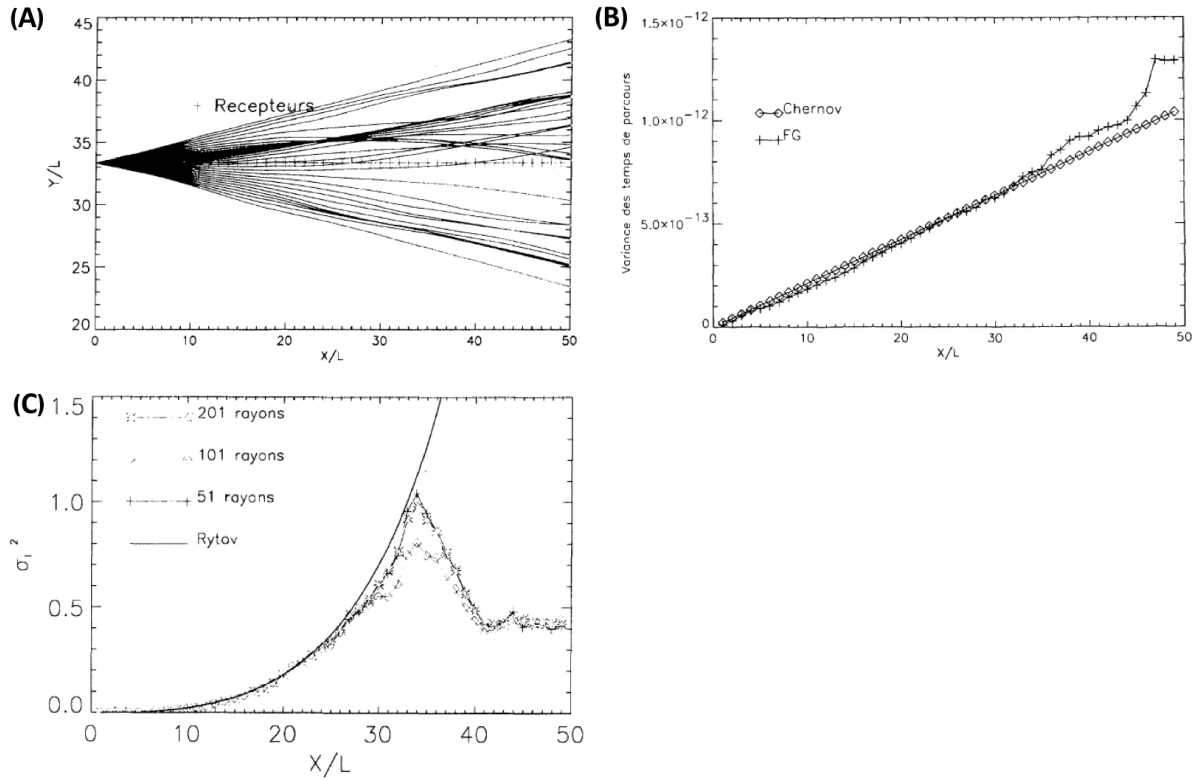 (A)
45
40
35
30
25
20
Y/L
+ Recepteurs
0
10
20
30
40
50
X/L
(B)
1.5×10-12
1.0×10-12
5.0×10-13
0
Variance des temps de parcours
Chernov
FG
0
10
20
30
40
50
X/L
(C)
1.5
1.0
0.5
0.0
σI 2
201 rayons
101 rayons
51 rayons
Rytov
0
10
20
30
40
50
X/L